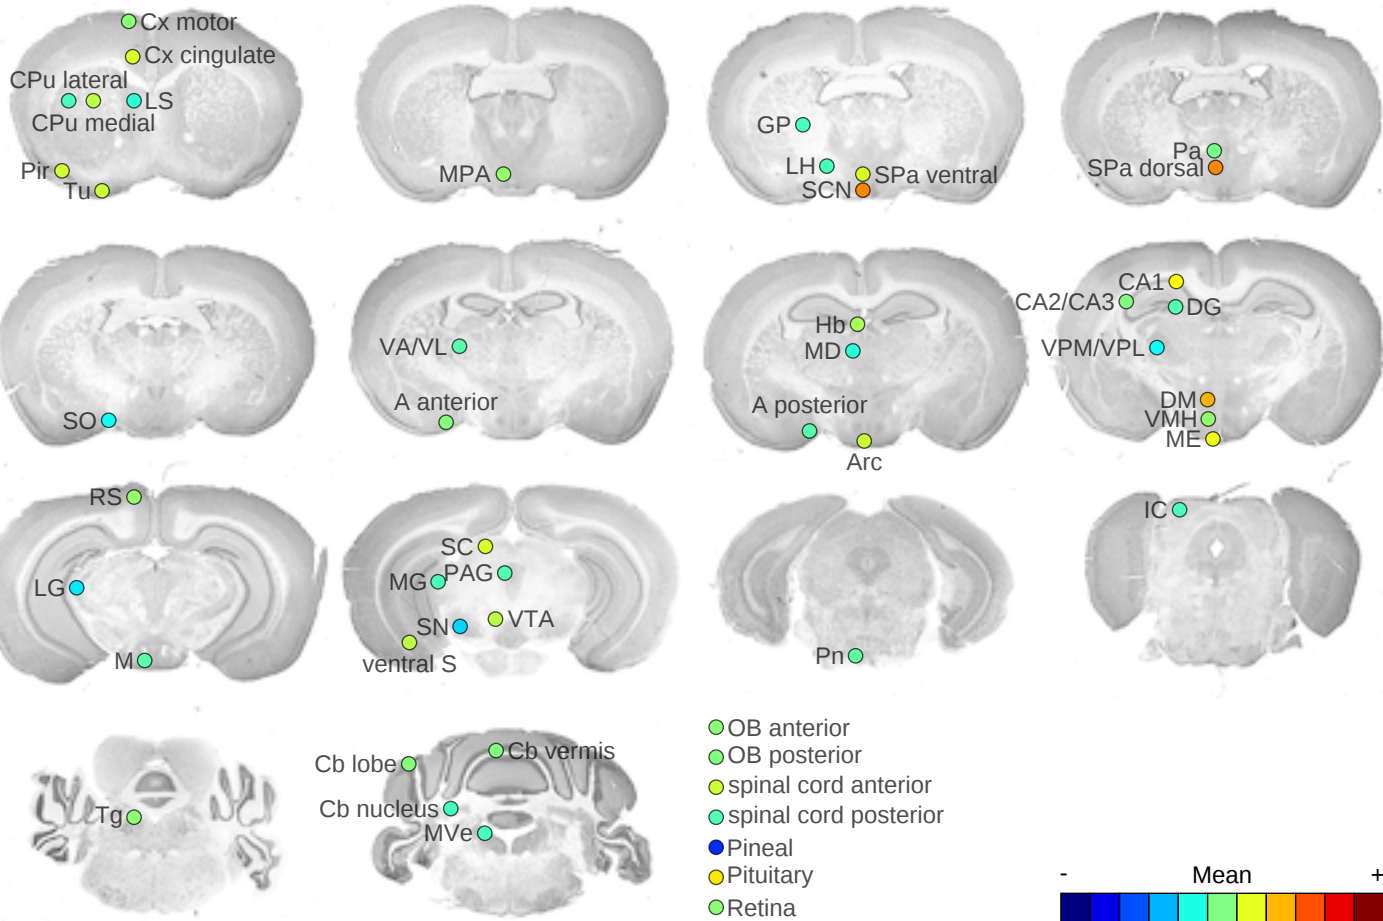 Cx motor
Cx cingulate
CPu lateral
LS
CPu medial
Pir
Tu
MPA
GP
LH
SPa ventral
SCN
Pa
SPa dorsal
SO
VA/VL
A anterior
Hb
MD
A posterior
Arc
CA1
CA2/CA3
DG
VPM/VPL
DM
VMH
ME
RS
LG
M
SC
MG
PAG
SN
VTA
ventral S
Pn
IC
Tg
Cb lobe
Cb vermis
Cb nucleus
MVe
OB anterior
OB posterior
spinal cord anterior
spinal cord posterior
Pineal
Pituitary
Retina
- Mean +